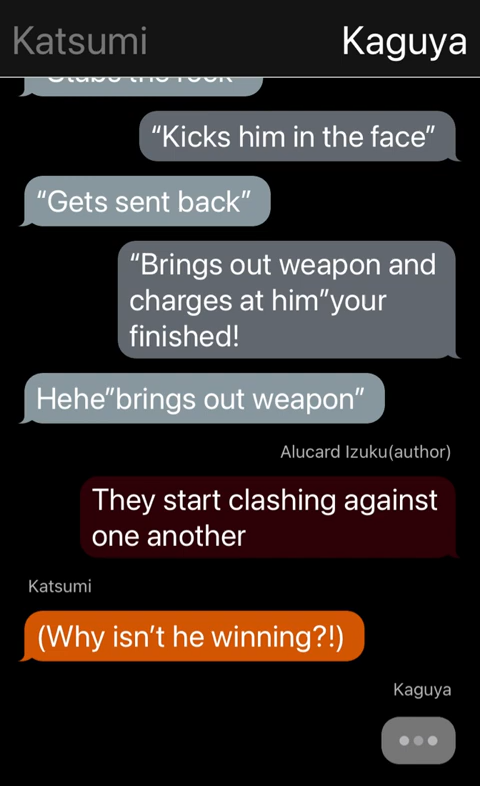 Katsumi
Kaguya
“Kicks him in the face”
“Gets sent back”
“Brings out weapon and
charges at him”your
finished!
Hehe”brings out weapon”
Alucard Izuku(author)
They start clashing against
one another
Katsumi
(Why isn’t he winning?!)
Kaguya